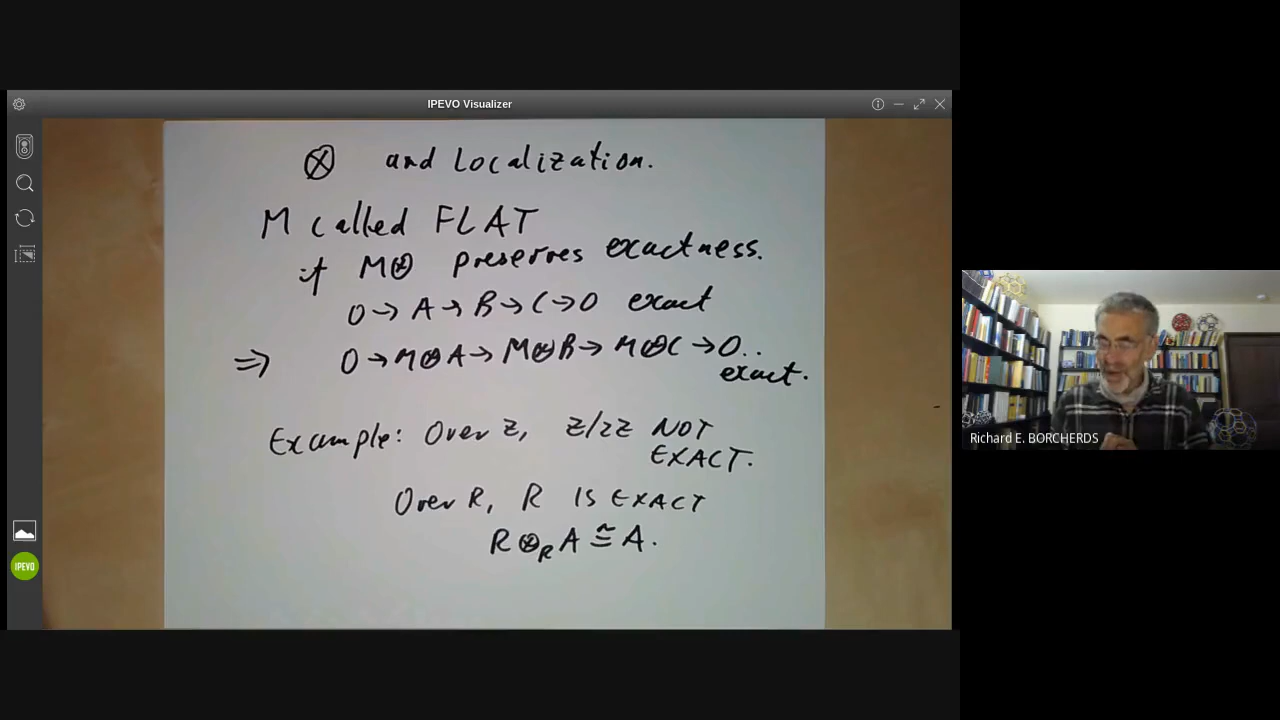 IPEVO Visualizer
⊗ and Localization.
M called FLAT
if M⊗ preserves exactness.
0→A→B→C→0 exact
⇒ 0→M⊗A→M⊗B→M⊗C→0..
exact.
Example: Over Z, Z/2Z NOT
EXACT.
Over R, R IS EXACT
R⊗_R A ≅ A.
IPEVO
Richard E. BORCHERDS